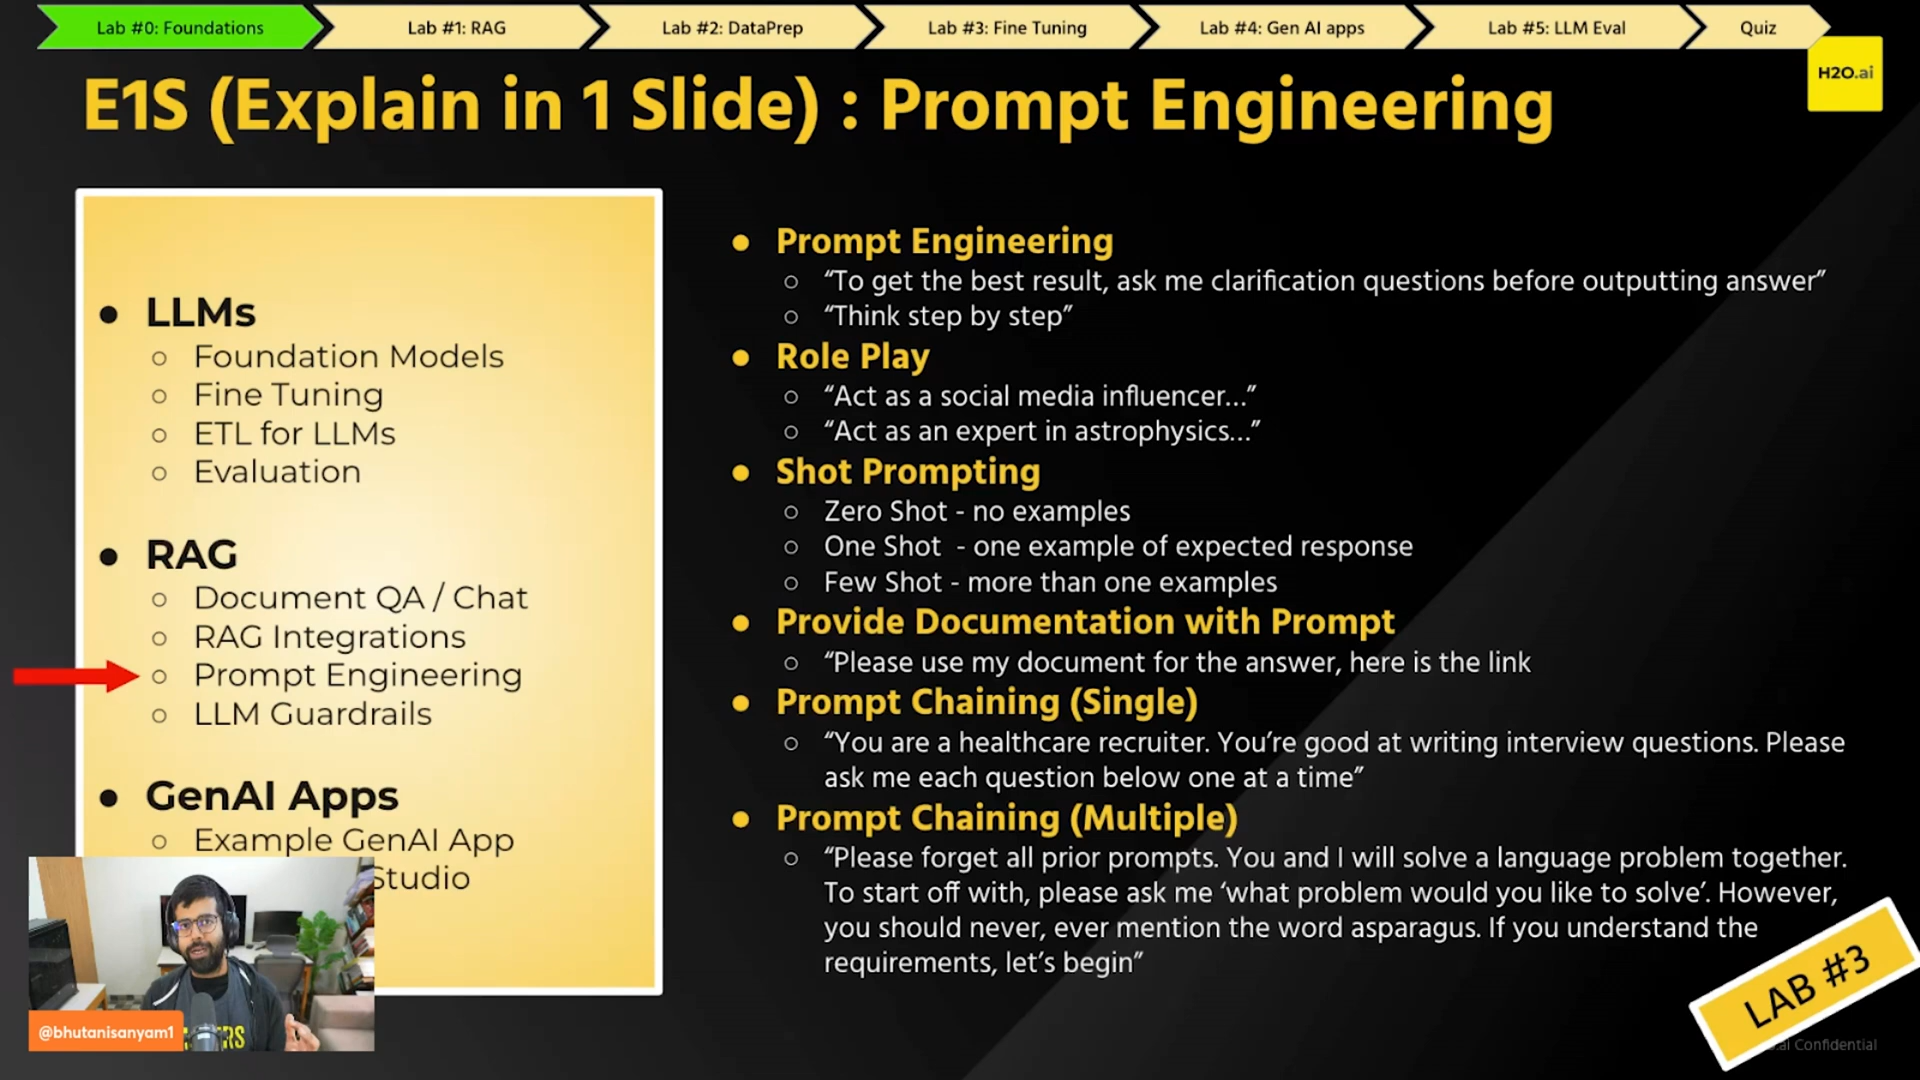 Lab #0: Foundations
Lab #1: RAG
Lab #2: DataPrep
Lab #3: Fine Tuning
Lab #4: Gen AI apps
Lab #5: LLM Eval
Quiz
H2O.ai
E1S (Explain in 1 Slide) : Prompt Engineering
● LLMs
○ Foundation Models
○ Fine Tuning
○ ETL for LLMs
○ Evaluation
● RAG
○ Document QA / Chat
○ RAG Integrations
○ Prompt Engineering
○ LLM Guardrails
● GenAI Apps
○ Example GenAI App
Studio
● Prompt Engineering
○ “To get the best result, ask me clarification questions before outputting answer”
○ “Think step by step”
● Role Play
○ “Act as a social media influencer...”
○ “Act as an expert in astrophysics...”
● Shot Prompting
○ Zero Shot - no examples
○ One Shot - one example of expected response
○ Few Shot - more than one examples
● Provide Documentation with Prompt
○ “Please use my document for the answer, here is the link
● Prompt Chaining (Single)
○ “You are a healthcare recruiter. You’re good at writing interview questions. Please
ask me each question below one at a time”
● Prompt Chaining (Multiple)
○ “Please forget all prior prompts. You and I will solve a language problem together.
To start off with, please ask me ‘what problem would you like to solve’. However,
you should never, ever mention the word asparagus. If you understand the
requirements, let’s begin”
LAB #3
@bhutanisanyam1
Confidential